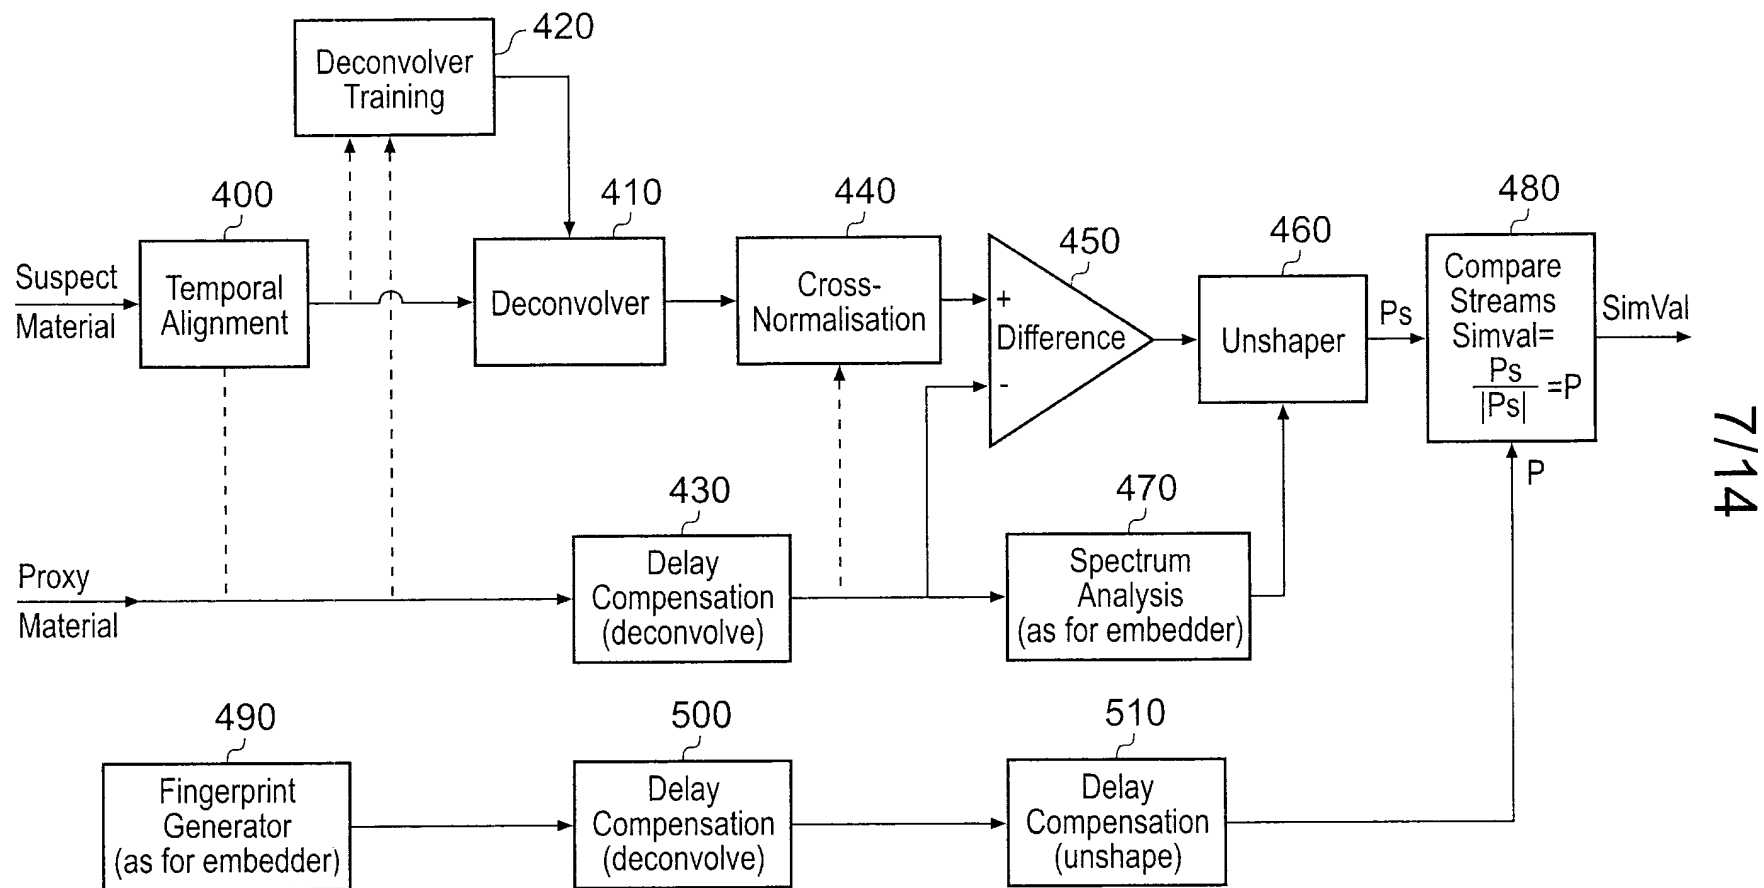 420
Deconvolver
Training
400
410
440
450
460
480
Suspect
Material
Temporal
Alignment
Deconvolver
Cross-
Normalisation
+
Difference
-
Unshaper
Ps
Compare
Streams
Simval=
Ps
|Ps|
=P
SimVal
P
7/14
430
470
Proxy
Material
Delay
Compensation
(deconvolve)
Spectrum
Analysis
(as for embedder)
490
500
510
Fingerprint
Generator
(as for embedder)
Delay
Compensation
(deconvolve)
Delay
Compensation
(unshape)